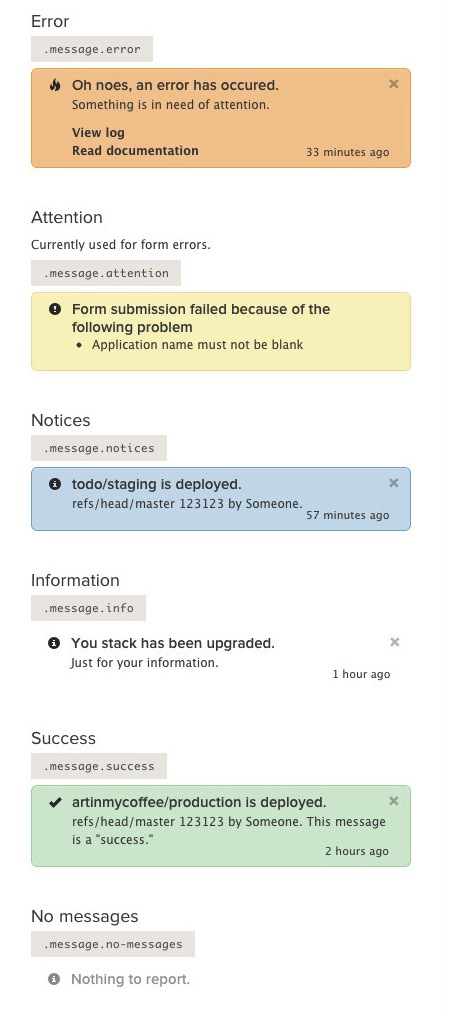 Error
.message.error
Oh noes, an error has occured.
Something is in need of attention.
View log
Read documentation
33 minutes ago
Attention
Currently used for form errors.
.message.attention
Form submission failed because of the
following problem
• Application name must not be blank
Notices
.message.notices
todo/staging is deployed.
refs/head/master 123123 by Someone.
57 minutes ago
Information
.message.info
You stack has been upgraded.
Just for your information.
1 hour ago
Success
.message.success
artinmycoffee/production is deployed.
refs/head/master 123123 by Someone. This message
is a "success."
2 hours ago
No messages
.message.no-messages
Nothing to report.